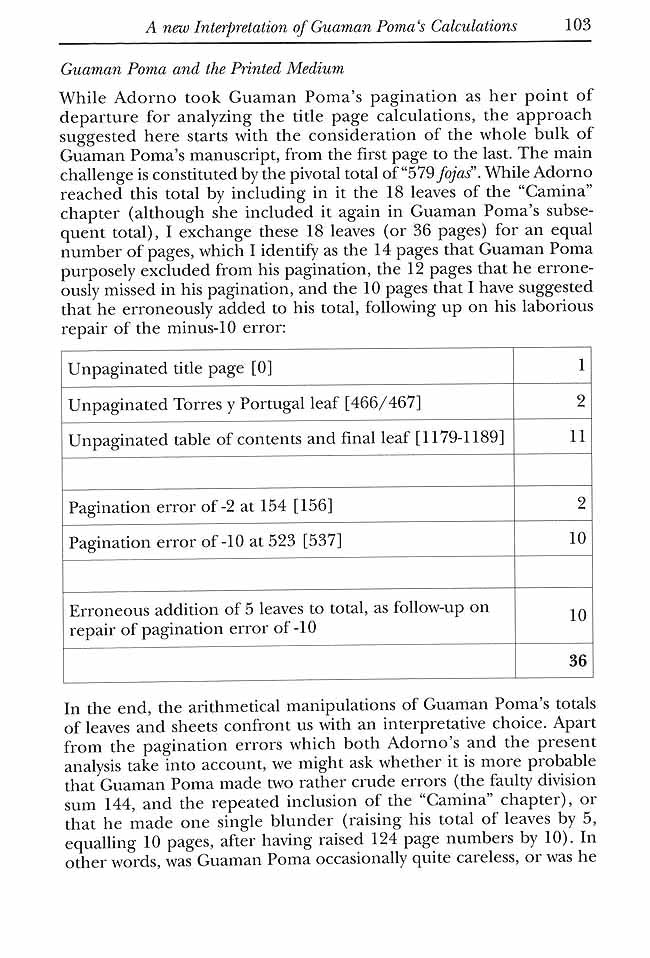 A new Interpretation of Guaman Poma's Calculations 103
Guaman Poma and the Printed Medium
While Adorno took Guaman Poma's pagination as her point of
departure for analyzing the title page calculations, the approach
suggested here starts with the consideration of the whole bulk of
Guaman Poma's manuscript, from the first page to the last. The main
challenge is constituted by the pivotal total of "579 fojas". While Adorno
reached this total by including in it the 18 leaves of the "Camina"
chapter (although she included it again in Guaman Poma's subse-
quent total), I exchange these 18 leaves (or 36 pages) for an equal
number of pages, which I identify as the 14 pages that Guaman Poma
purposely excluded from his pagination, the 12 pages that he errone-
ously missed in his pagination, and the 10 pages that I have suggested
that he erroneously added to his total, following up on his laborious
repair of the minus-10 error:
Unpaginated title page [0] 1
Unpaginated Torres y Portugal leaf [466/467] 2
Unpaginated table of contents and final leaf [1179-1189] 11
Pagination error of -2 at 154 [156] 2
Pagination error of -10 at 523 [537] 10
Erroneous addition of 5 leaves to total, as follow-up on
repair of pagination error of -10 10
36
In the end, the arithmetical manipulations of Guaman Poma's totals
of leaves and sheets confront us with an interpretative choice. Apart
from the pagination errors which both Adorno's and the present
analysis take into account, we might ask whether it is more probable
that Guaman Poma made two rather crude errors (the faulty division
sum 144, and the repeated inclusion of the "Camina" chapter), or
that he made one single blunder (raising his total of leaves by 5,
equalling 10 pages, after having raised 124 page numbers by 10). In
other words, was Guaman Poma occasionally quite careless, or was he